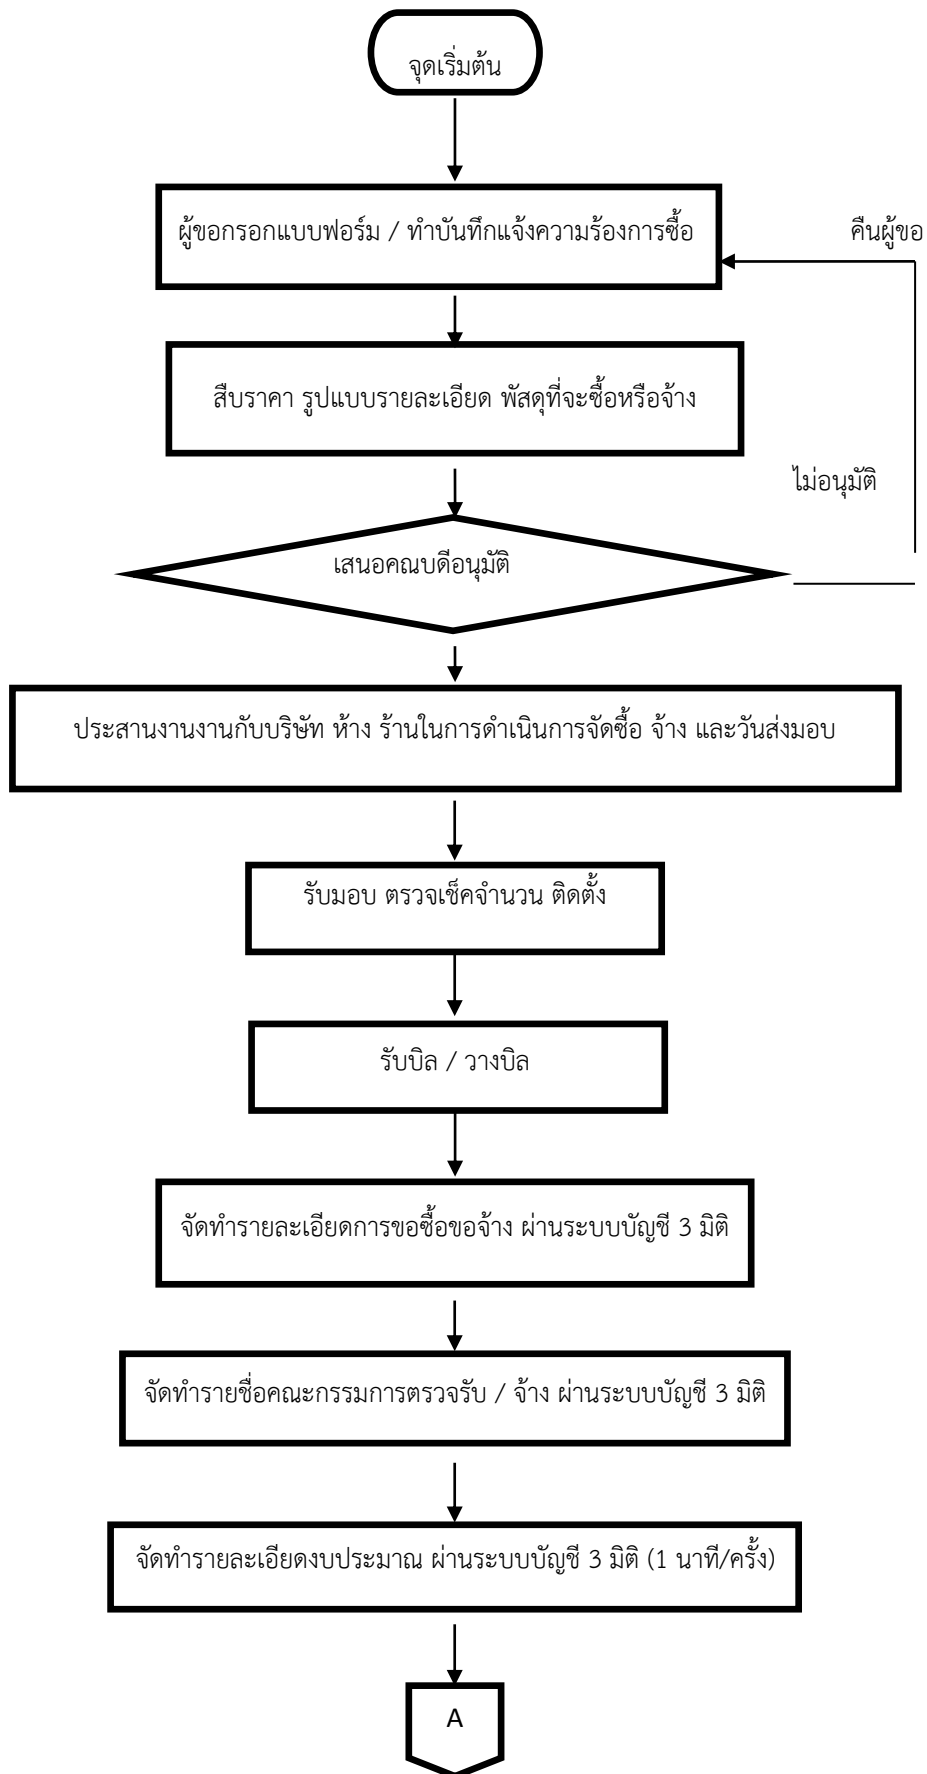 จุดเริ่มต้น
ผู้ขอกรอกแบบฟอร์ม / ทำบันทึกแจ้งความร้องการซื้อ
คืนผู้ขอ
สืบราคา รูปแบบรายละเอียด พัสดุที่จะซื้อหรือจ้าง
ไม่อนุมัติ
เสนอคณบดีอนุมัติ
ประสานงานงานกับบริษัท ห้าง ร้านในการดำเนินการจัดซื้อ จ้าง และวันส่งมอบ
รับมอบ ตรวจเช็คจำนวน ติดตั้ง
รับบิล / วางบิล
จัดทำรายละเอียดการขอซื้อขอจ้าง ผ่านระบบบัญชี 3 มิติ
จัดทำรายชื่อคณะกรรมการตรวจรับ / จ้าง ผ่านระบบบัญชี 3 มิติ
จัดทำรายละเอียดงบประมาณ ผ่านระบบบัญชี 3 มิติ (1 นาที/ครั้ง)
A